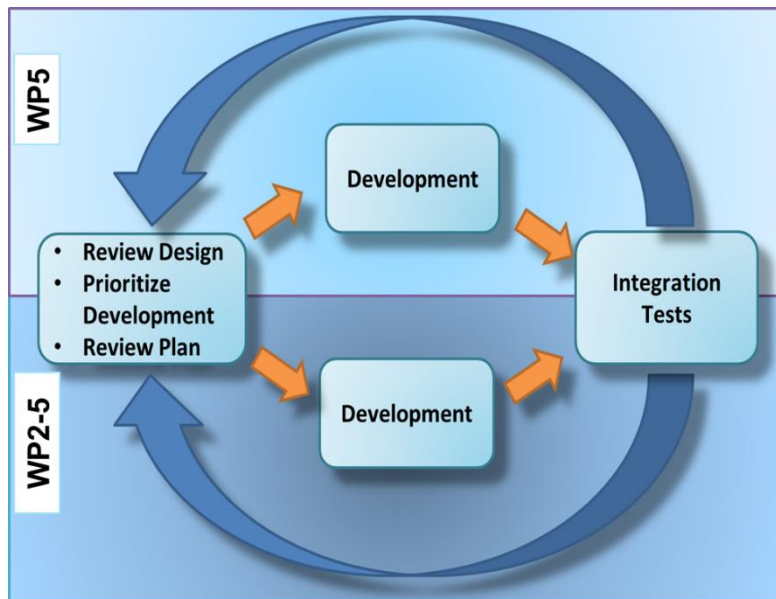 WP5
Development
• Review Design
• Prioritize
Development
• Review Plan
Integration
Tests
WP2-5
Development